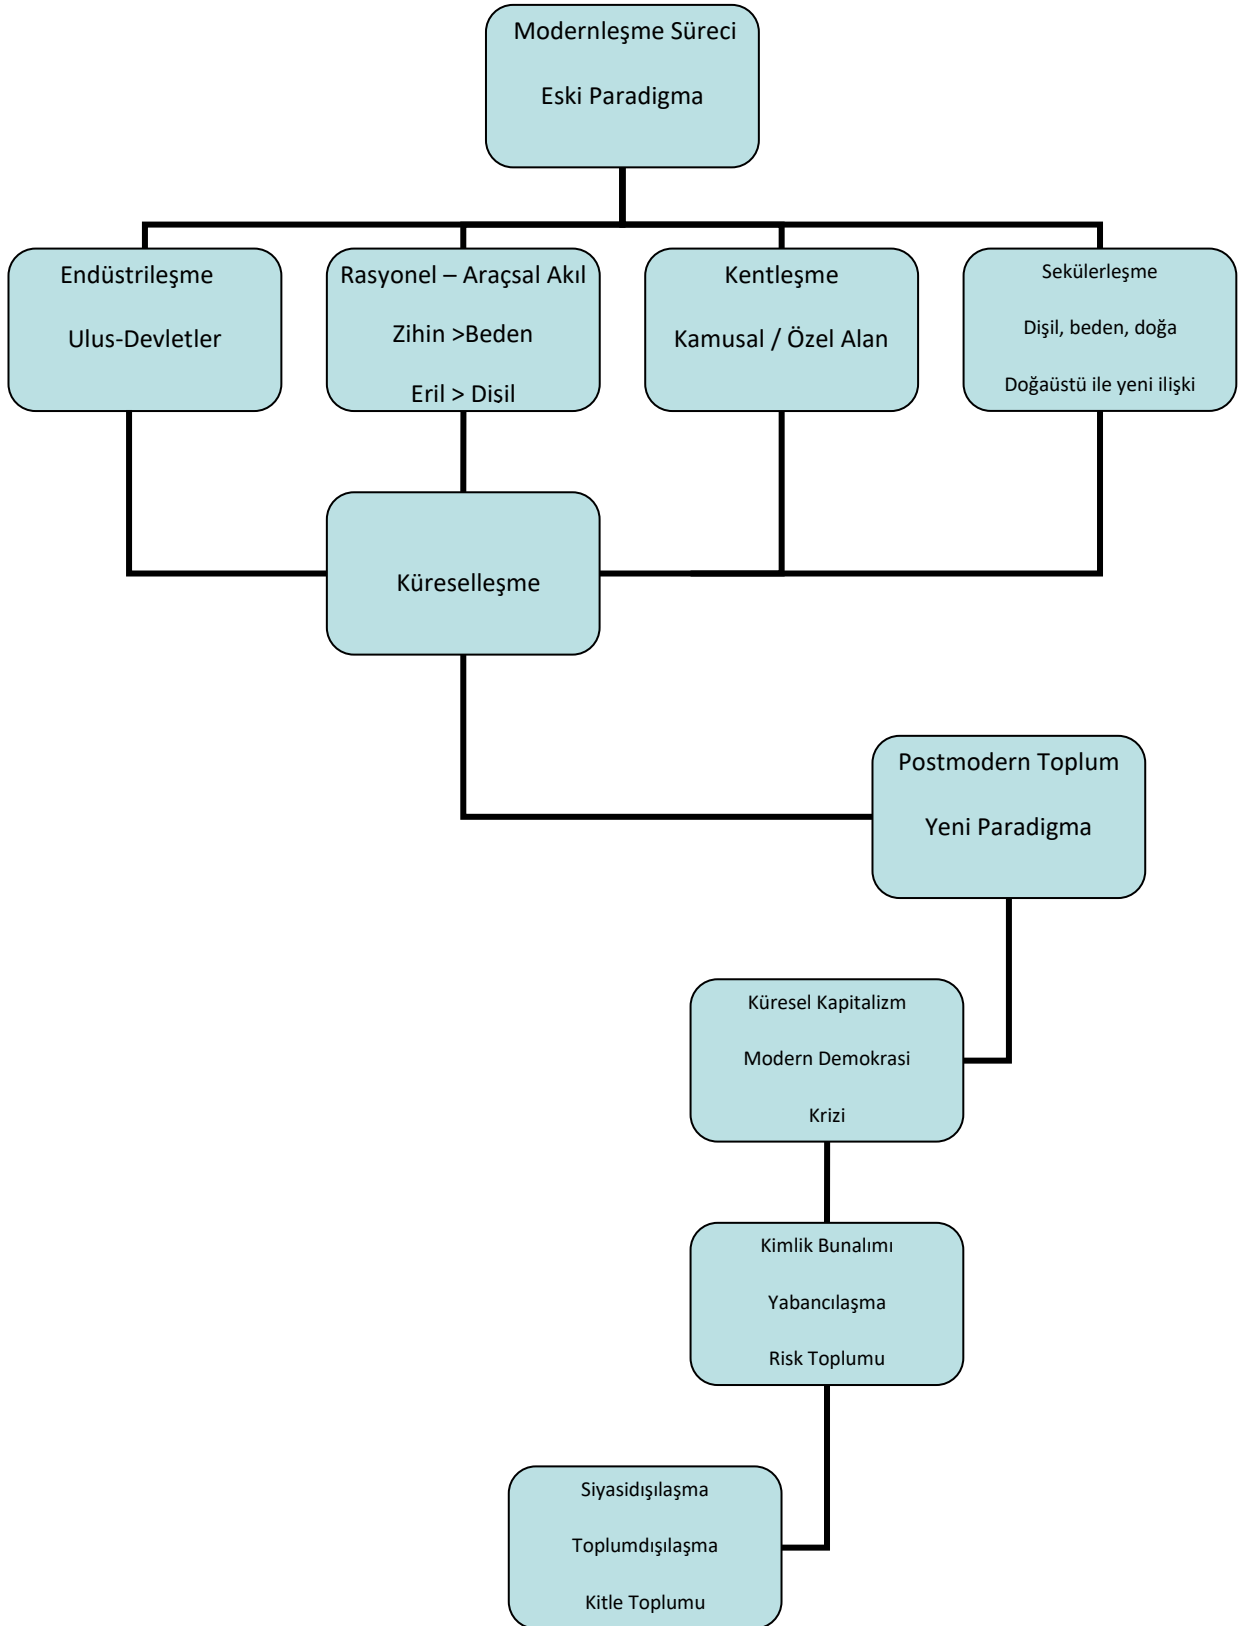 Modernleşme Süreci
Eski Paradigma
Endüstrileşme
Ulus-Devletler
Rasyonel – Araçsal Akıl
Zihin >Beden
Eril > Disil
Kentleşme
Kamusal / Özel Alan
Sekülerleşme
Dişil, beden, doğa
Doğaüstü ile yeni ilişki
Küreselleşme
Postmodern Toplum
Yeni Paradigma
Küresel Kapitalizm
Modern Demokrasi
Krizi
Kimlik Bunalımı
Yabancılaşma
Risk Toplumu
Siyasidışılaşma
Toplumdışılaşma
Kitle Toplumu